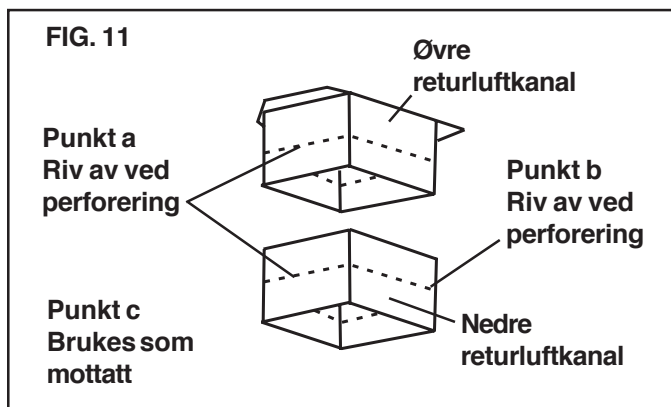 FIG. 11
Øvre
returluftkanal
Punkt a
Riv av ved
perforering
Punkt b
Riv av ved
perforering
Punkt c
Brukes som
mottatt
Nedre
returluftkanal